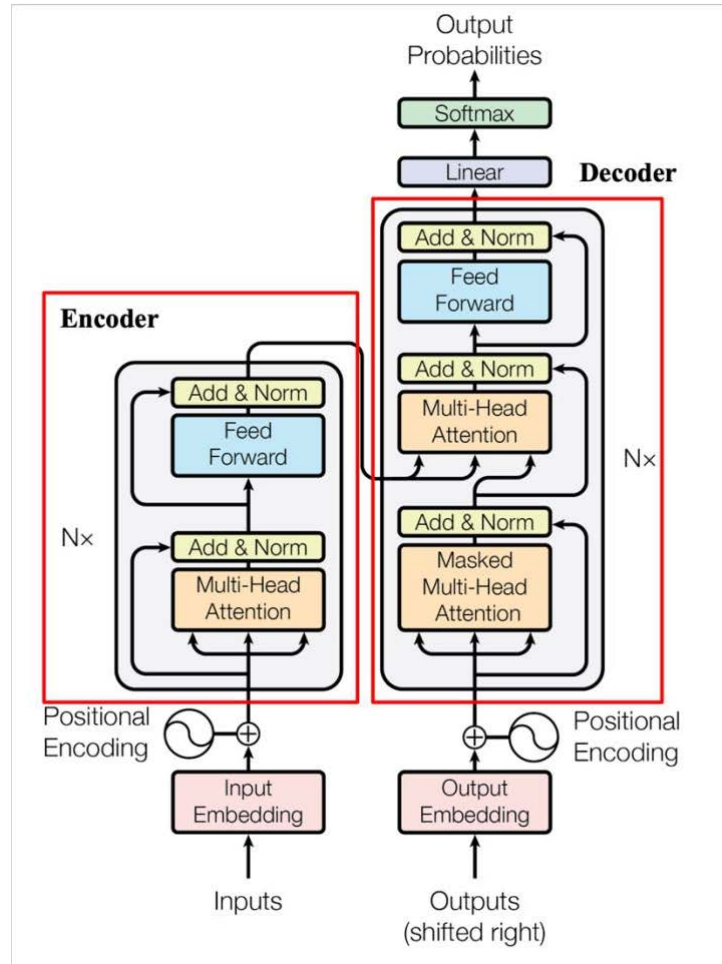 Output
Probabilities
Softmax
Linear
Decoder
Add & Norm
Feed
Forward
Add & Norm
Multi-Head
Attention
N×
Add & Norm
Masked
Multi-Head
Attention
Encoder
Add & Norm
Feed
Forward
N×
Add & Norm
Multi-Head
Attention
Positional
Encoding
Positional
Encoding
Input
Embedding
Output
Embedding
Inputs
Outputs
(shifted right)